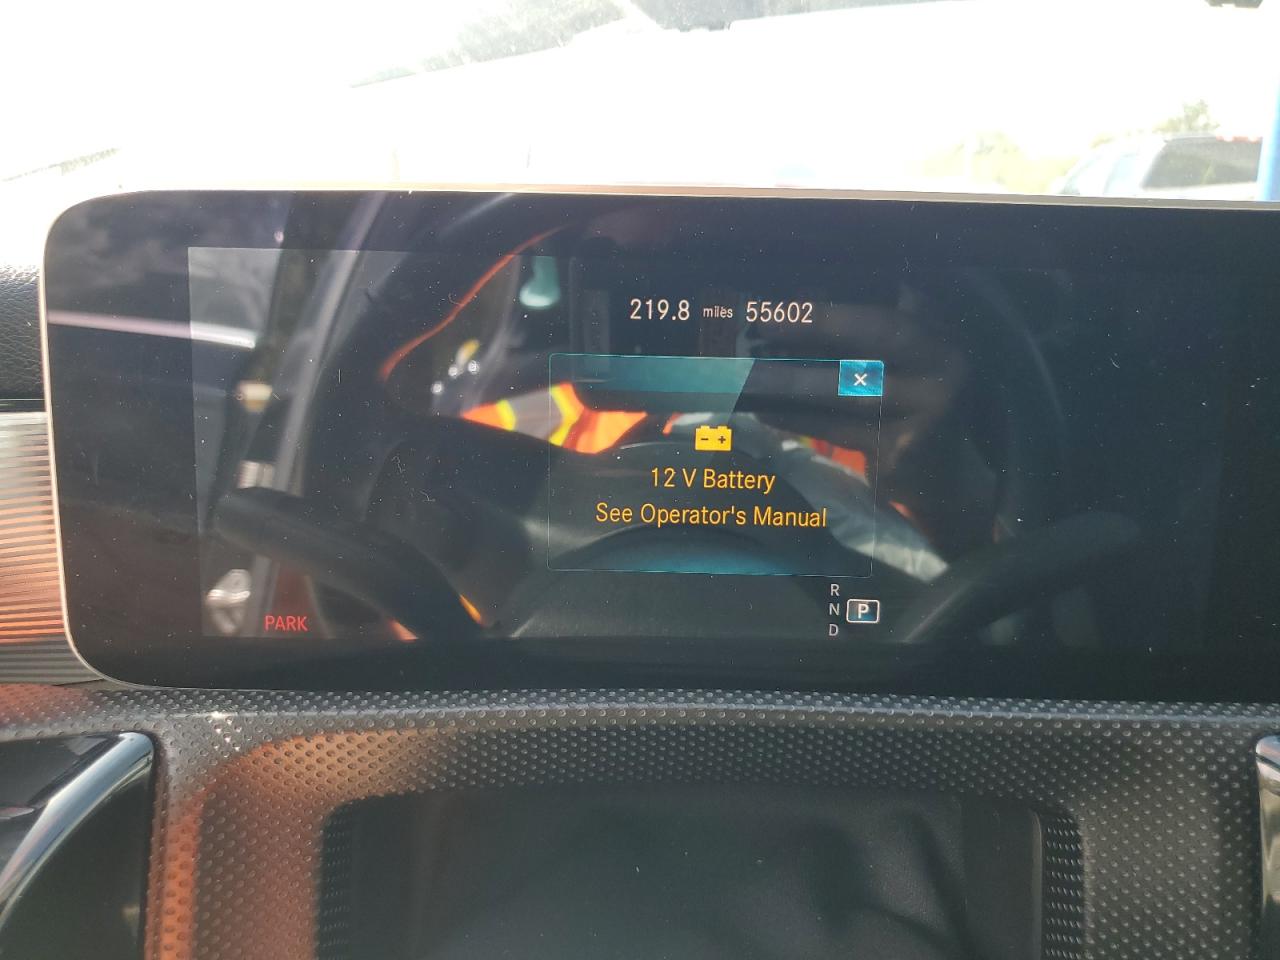 219.8 miles 55602
×
12 V Battery
See Operator's Manual
R
N P
D
PARK